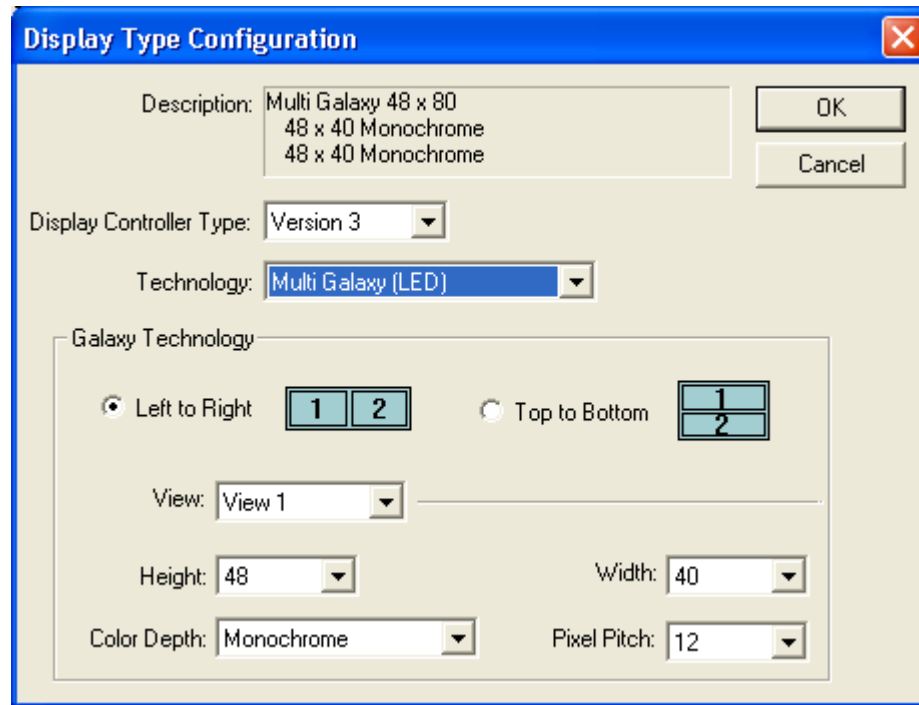 Display Type Configuration
Description: Multi Galaxy 48 x 80
48 x 40 Monochrome
48 x 40 Monochrome
OK
Cancel
Display Controller Type: Version 3
Technology: Multi Galaxy (LED)
Galaxy Technology
Left to Right 1 2 Top to Bottom 1 2
View: View 1
Height: 48 Width: 40
Color Depth: Monochrome Pixel Pitch: 12